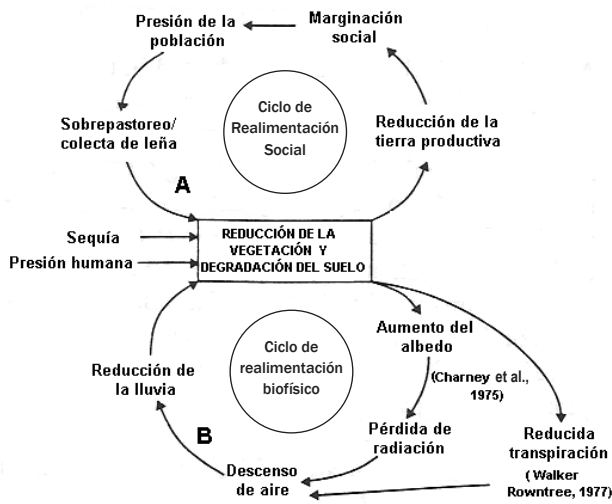 Presión de la
población
Marginación
social
Ciclo de
Realimentación
Social
Sobrepastoreo/
colecta de leña
Reducción de la
tierra productiva
A
REDUCCIÓN DE LA
VEGETACIÓN Y
DEGRADACIÓN DEL SUELO
Sequía
Presión humana
Aumento del
albedo
(Charney et al.,
1975)
Ciclo de
realimentación
biofísico
Reducción de
la lluvia
Pérdida de
radiación
B
Descenso
de aire
Reducida
transpiración
( Walker
Rowntree, 1977)